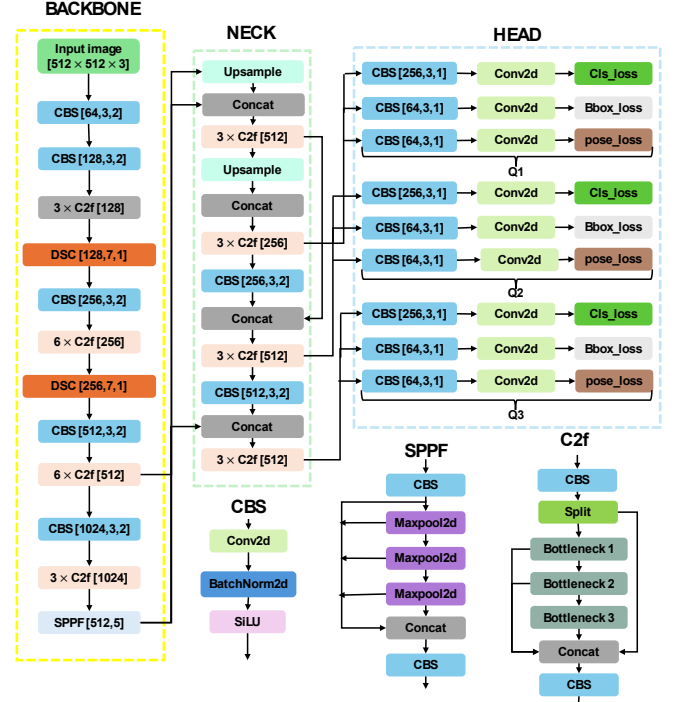 BACKBONE
Input image
[512 × 512 × 3]
CBS [64,3,2]
CBS [128,3,2]
3 × C2f [128]
DSC [128,7,1]
CBS [256,3,2]
6 × C2f [256]
DSC [256,7,1]
CBS [512,3,2]
6 × C2f [512]
CBS [1024,3,2]
3 × C2f [1024]
SPPF [512,5]
NECK
Upsample
Concat
3 × C2f [512]
Upsample
Concat
3 × C2f [256]
CBS [256,3,2]
Concat
3 × C2f [512]
CBS [512,3,2]
Concat
3 × C2f [512]
HEAD
CBS [256,3,1] Conv2d Cls_loss
CBS [64,3,1] Conv2d Bbox_loss
CBS [64,3,1] Conv2d pose_loss
Q1
CBS [256,3,1] Conv2d Cls_loss
CBS [64,3,1] Conv2d Bbox_loss
CBS [64,3,1] Conv2d pose_loss
Q2
CBS [256,3,1] Conv2d Cls_loss
CBS [64,3,1] Conv2d Bbox_loss
CBS [64,3,1] Conv2d pose_loss
Q3
CBS
Conv2d
BatchNorm2d
SiLU
SPPF
CBS
Maxpool2d
Maxpool2d
Maxpool2d
Concat
CBS
C2f
CBS
Split
Bottleneck 1
Bottleneck 2
Bottleneck 3
Concat
CBS